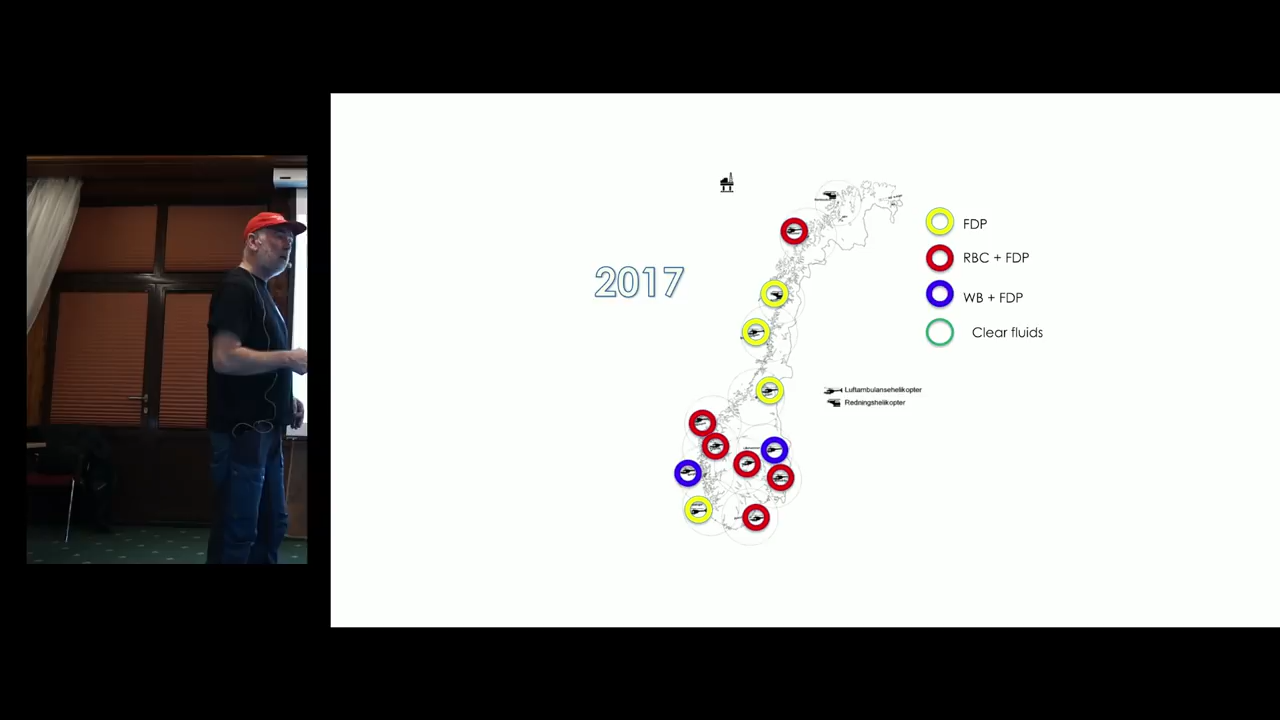 2017
FDP
RBC + FDP
WB + FDP
Clear fluids
Luftambulansehelikopter
Redningshelikopter